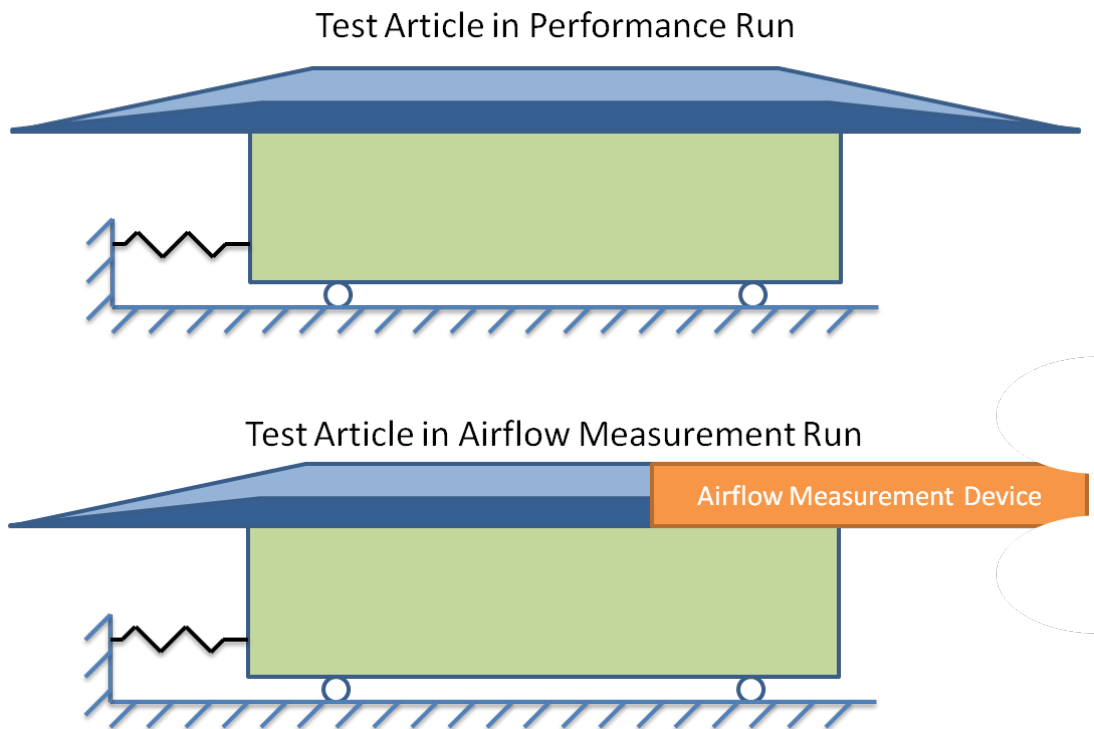 Test Article in Performance Run
Test Article in Airflow Measurement Run
Airflow Measurement Device